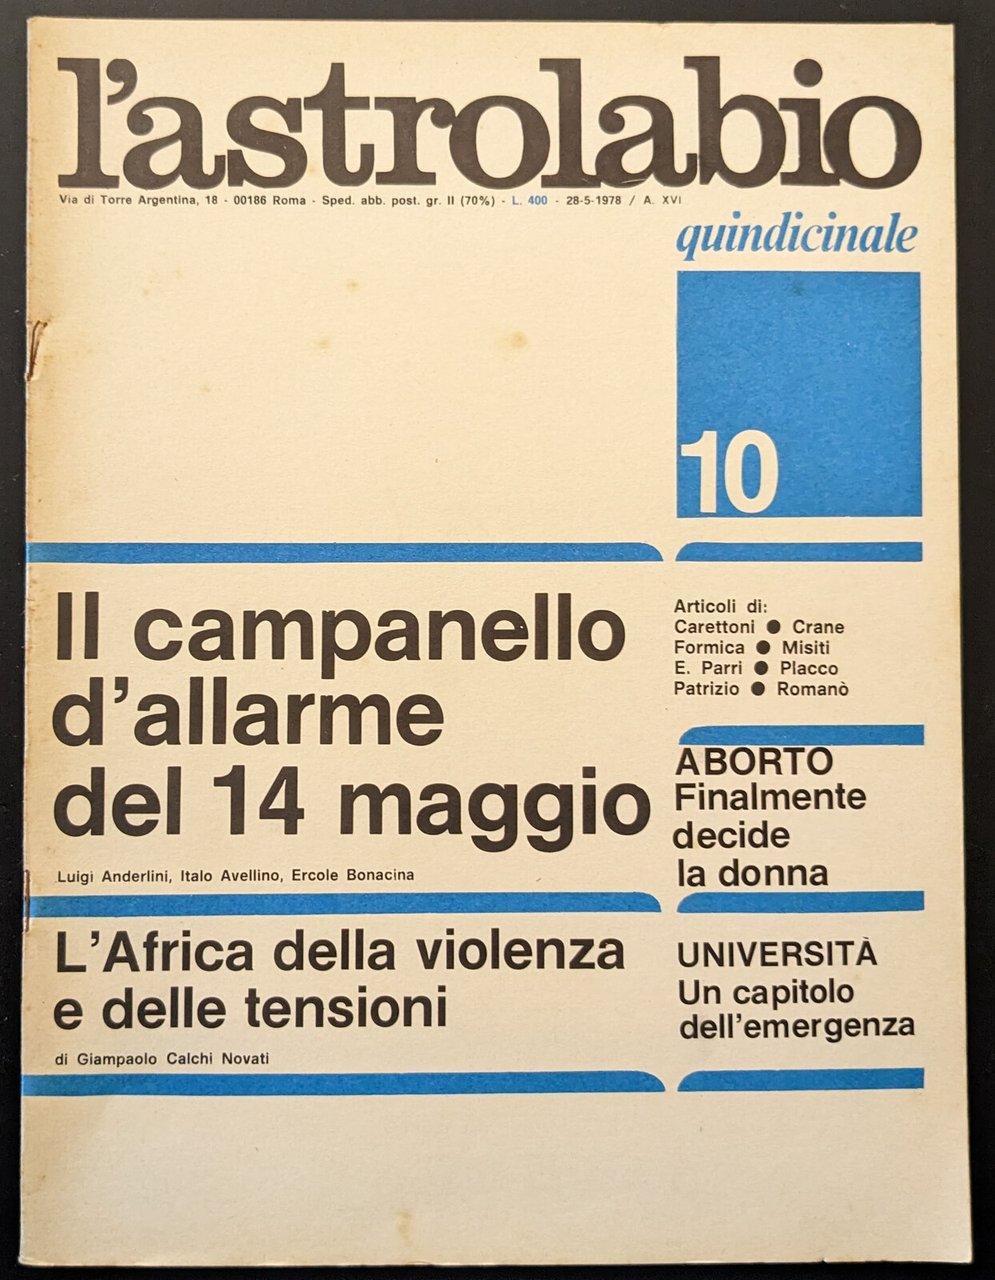 l'astrolabio
Via di Torre Argentina, 18 - 00186 Roma - Sped. abb. post. gr. II (70%) - L. 400 - 28-5-1978 / A. XVI
quindicinale
10
Il campanello
d'allarme
del 14 maggio
Luigi Anderlini, Italo Avellino, Ercole Bonacina
L'Africa della violenza
e delle tensioni
di Giampaolo Calchi Novati
Articoli di:
Carettoni ● Crane
Formica ● Misiti
E. Parri ● Placco
Patrizio ● Romanò
ABORTO
Finalmente
decide
la donna
UNIVERSITÀ
Un capitolo
dell'emergenza